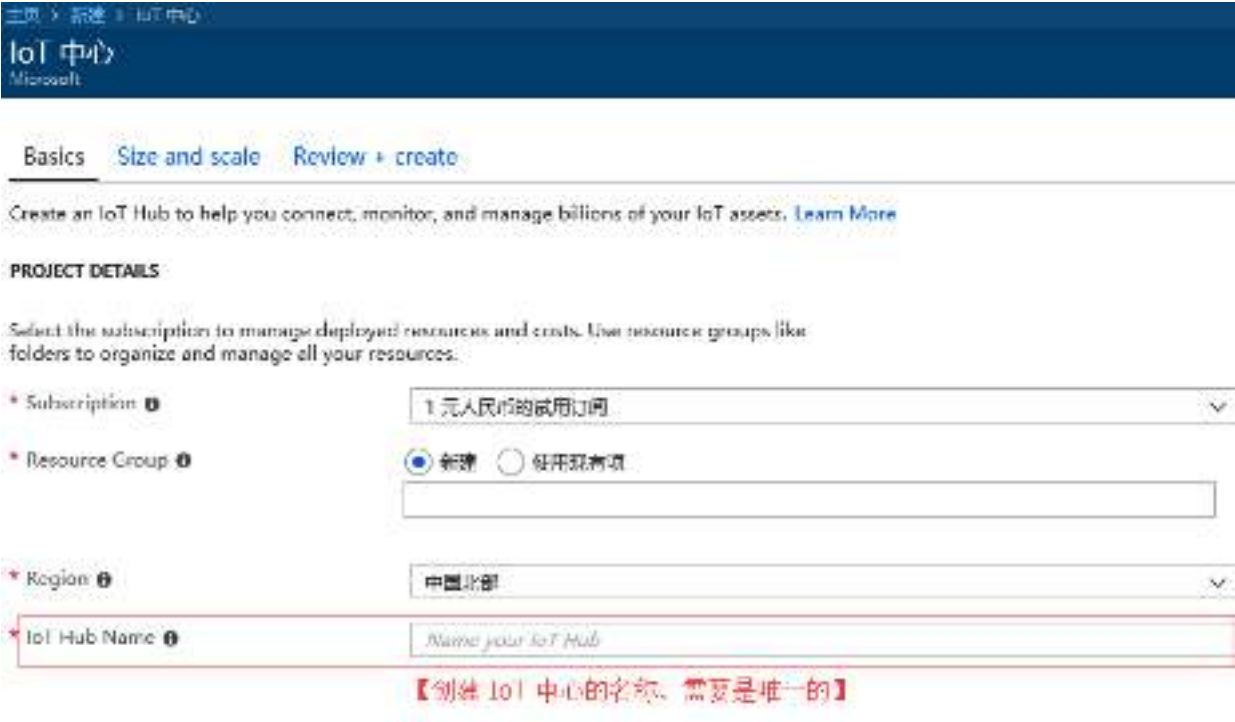 主页 > 新建 > IoT 中心
IoT 中心
Microsoft
Basics Size and scale Review + create
Create an IoT Hub to help you connect, monitor, and manage billions of your IoT assets. Learn More
PROJECT DETAILS
Select the subscription to manage deployed resources and costs. Use resource groups like
folders to organize and manage all your resources.
* Subscription 1 元人民币的试用订阅
* Resource Group 新建 使用现有项
* Region 中国北部
* IoT Hub Name Name your IoT Hub
【创建 IoT 中心的名称、需要是唯一的】